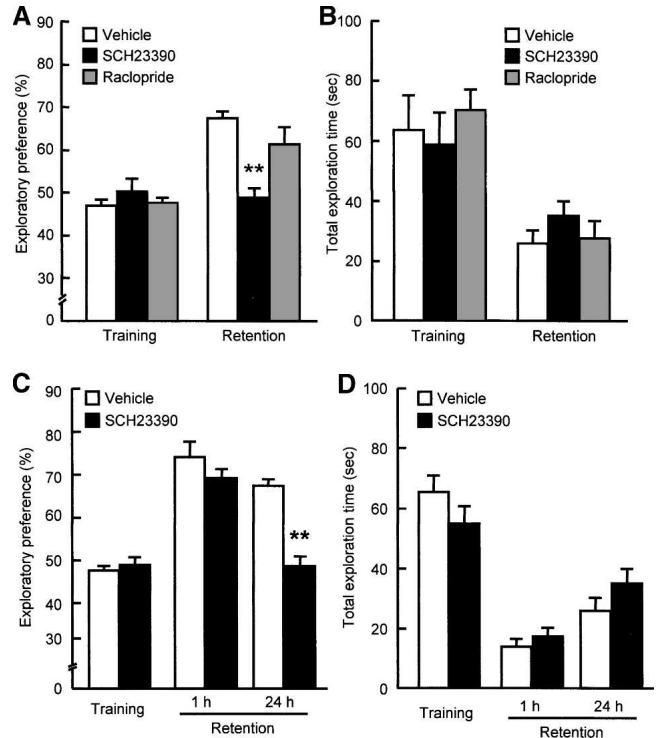 A
Exploratory preference (%)
90
80
70
60
50
40
30
0
Vehicle
SCH23390
Raclopride
**
Training
Retention
B
Total exploration time (sec)
100
80
60
40
20
0
Vehicle
SCH23390
Raclopride
Training
Retention
C
Exploratory preference (%)
90
80
70
60
50
40
30
0
Vehicle
SCH23390
**
Training
1 h
24 h
Retention
D
Total exploration time (sec)
100
80
60
40
20
0
Vehicle
SCH23390
Training
1 h
24 h
Retention